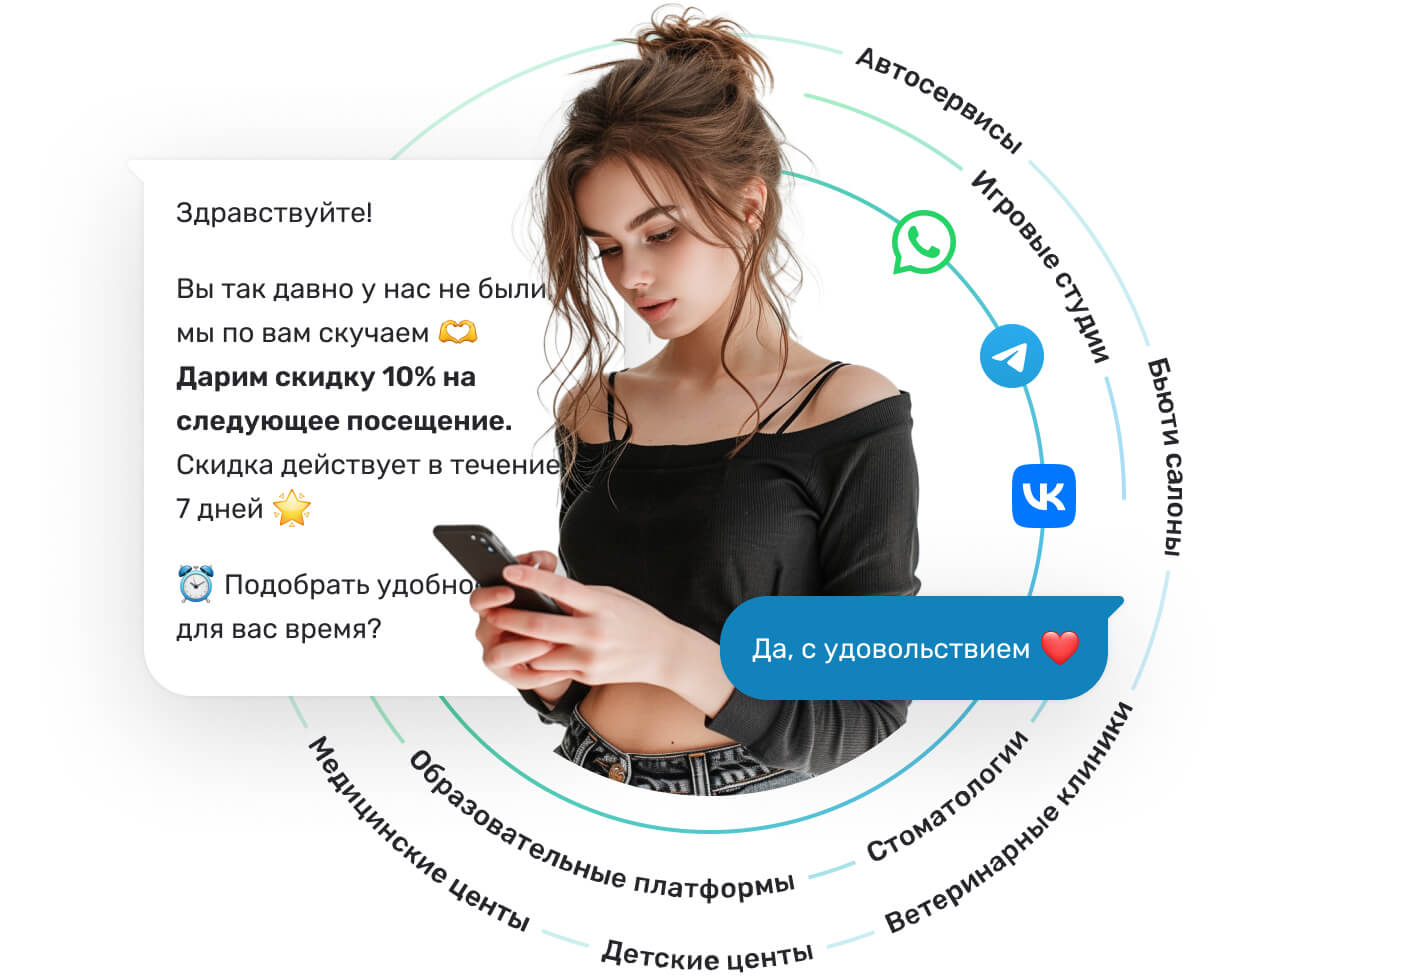 Здравствуйте!
Вы так давно у нас не были,
мы по вам скучаем
Дарим скидку 10% на
следующее посещение.
Скидка действует в течение
7 дней
Подобрать удобное
для вас время?
Да, с удовольствием
Автосервисы
Игровые студии
Бьюти салоны
Стоматологии
Ветеринарные клиники
Образовательные платформы
Медицинские центы
Детские центы
VK